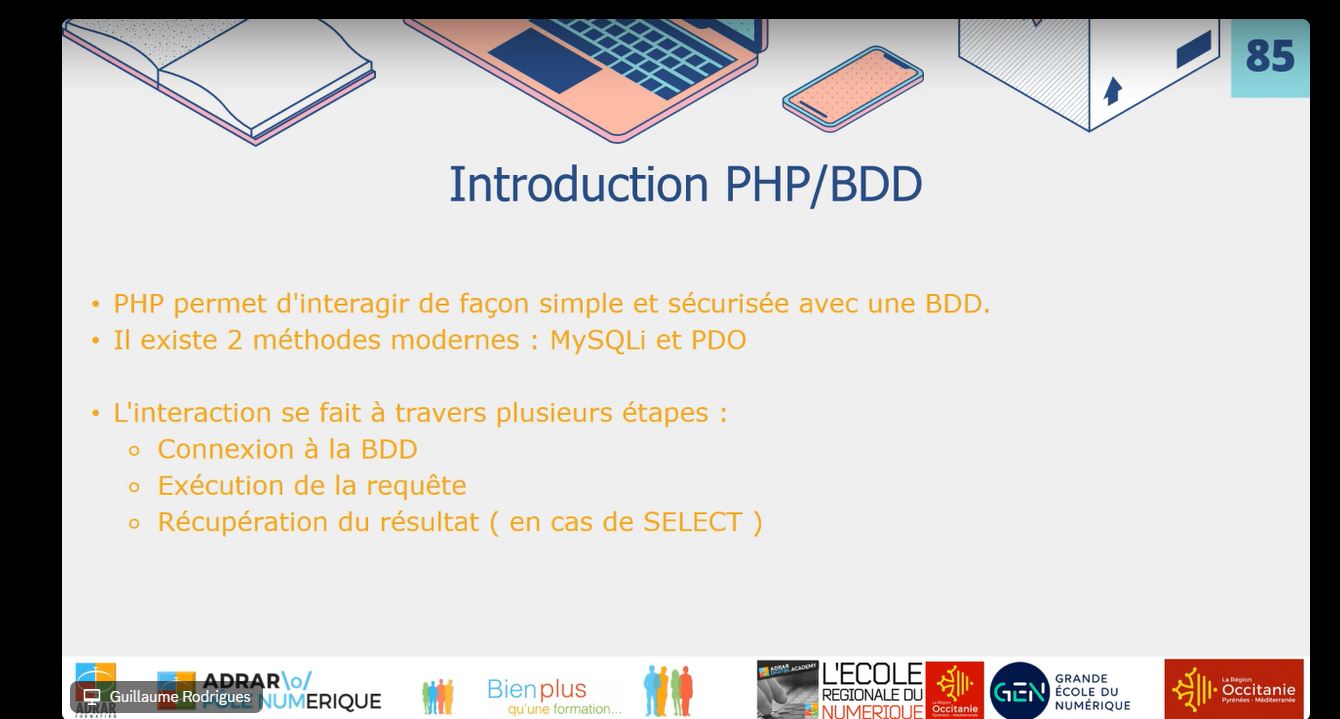 85
Introduction PHP/BDD
• PHP permet d'interagir de façon simple et sécurisée avec une BDD.
• Il existe 2 méthodes modernes : MySQLi et PDO
• L'interaction se fait à travers plusieurs étapes :
o Connexion à la BDD
o Exécution de la requête
o Récupération du résultat ( en cas de SELECT )
ADRAR\o/
PÔLE NUMERIQUE
Guillaume Rodrigues
ADRAR
FORMATION
Bien plus
qu'une formation...
ADRAR
DIGITAL ACADEMY
L'ECOLE
REGIONALE DU
NUMERIQUE
Occitanie
GEN
GRANDE
ÉCOLE DU
NUMÉRIQUE
La Région
Occitanie
Pyrénées - Méditerranée